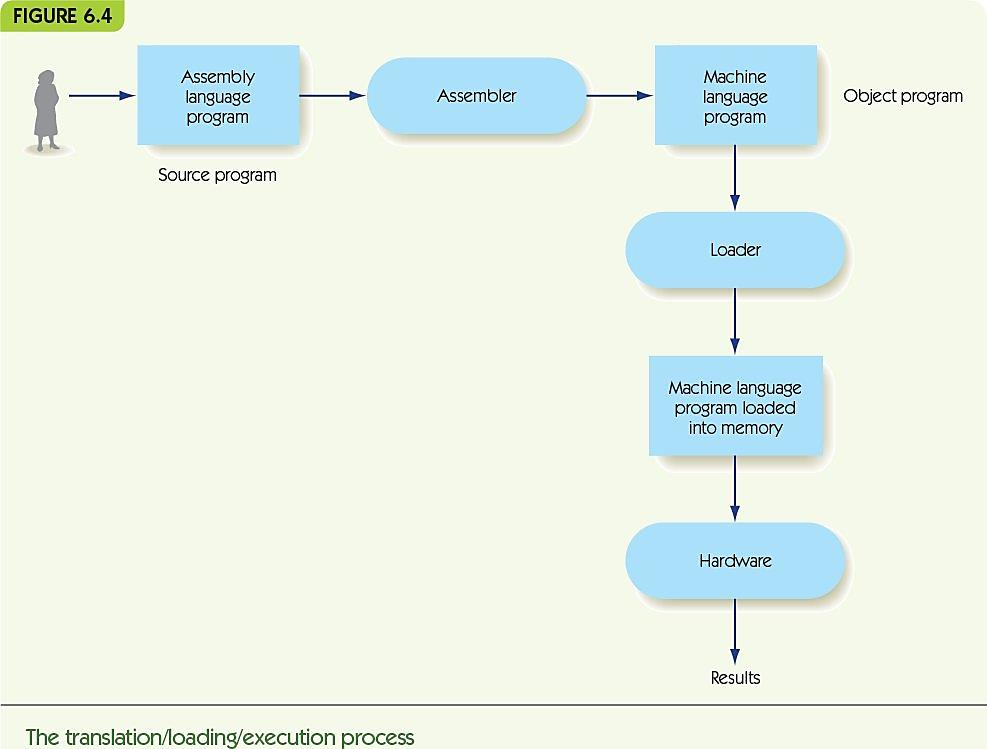 FIGURE 6.4
Assembly
language
program
Assembler
Machine
language
program
Object program
Source program
Loader
Machine language
program loaded
into memory
Hardware
Results
The translation/loading/execution process